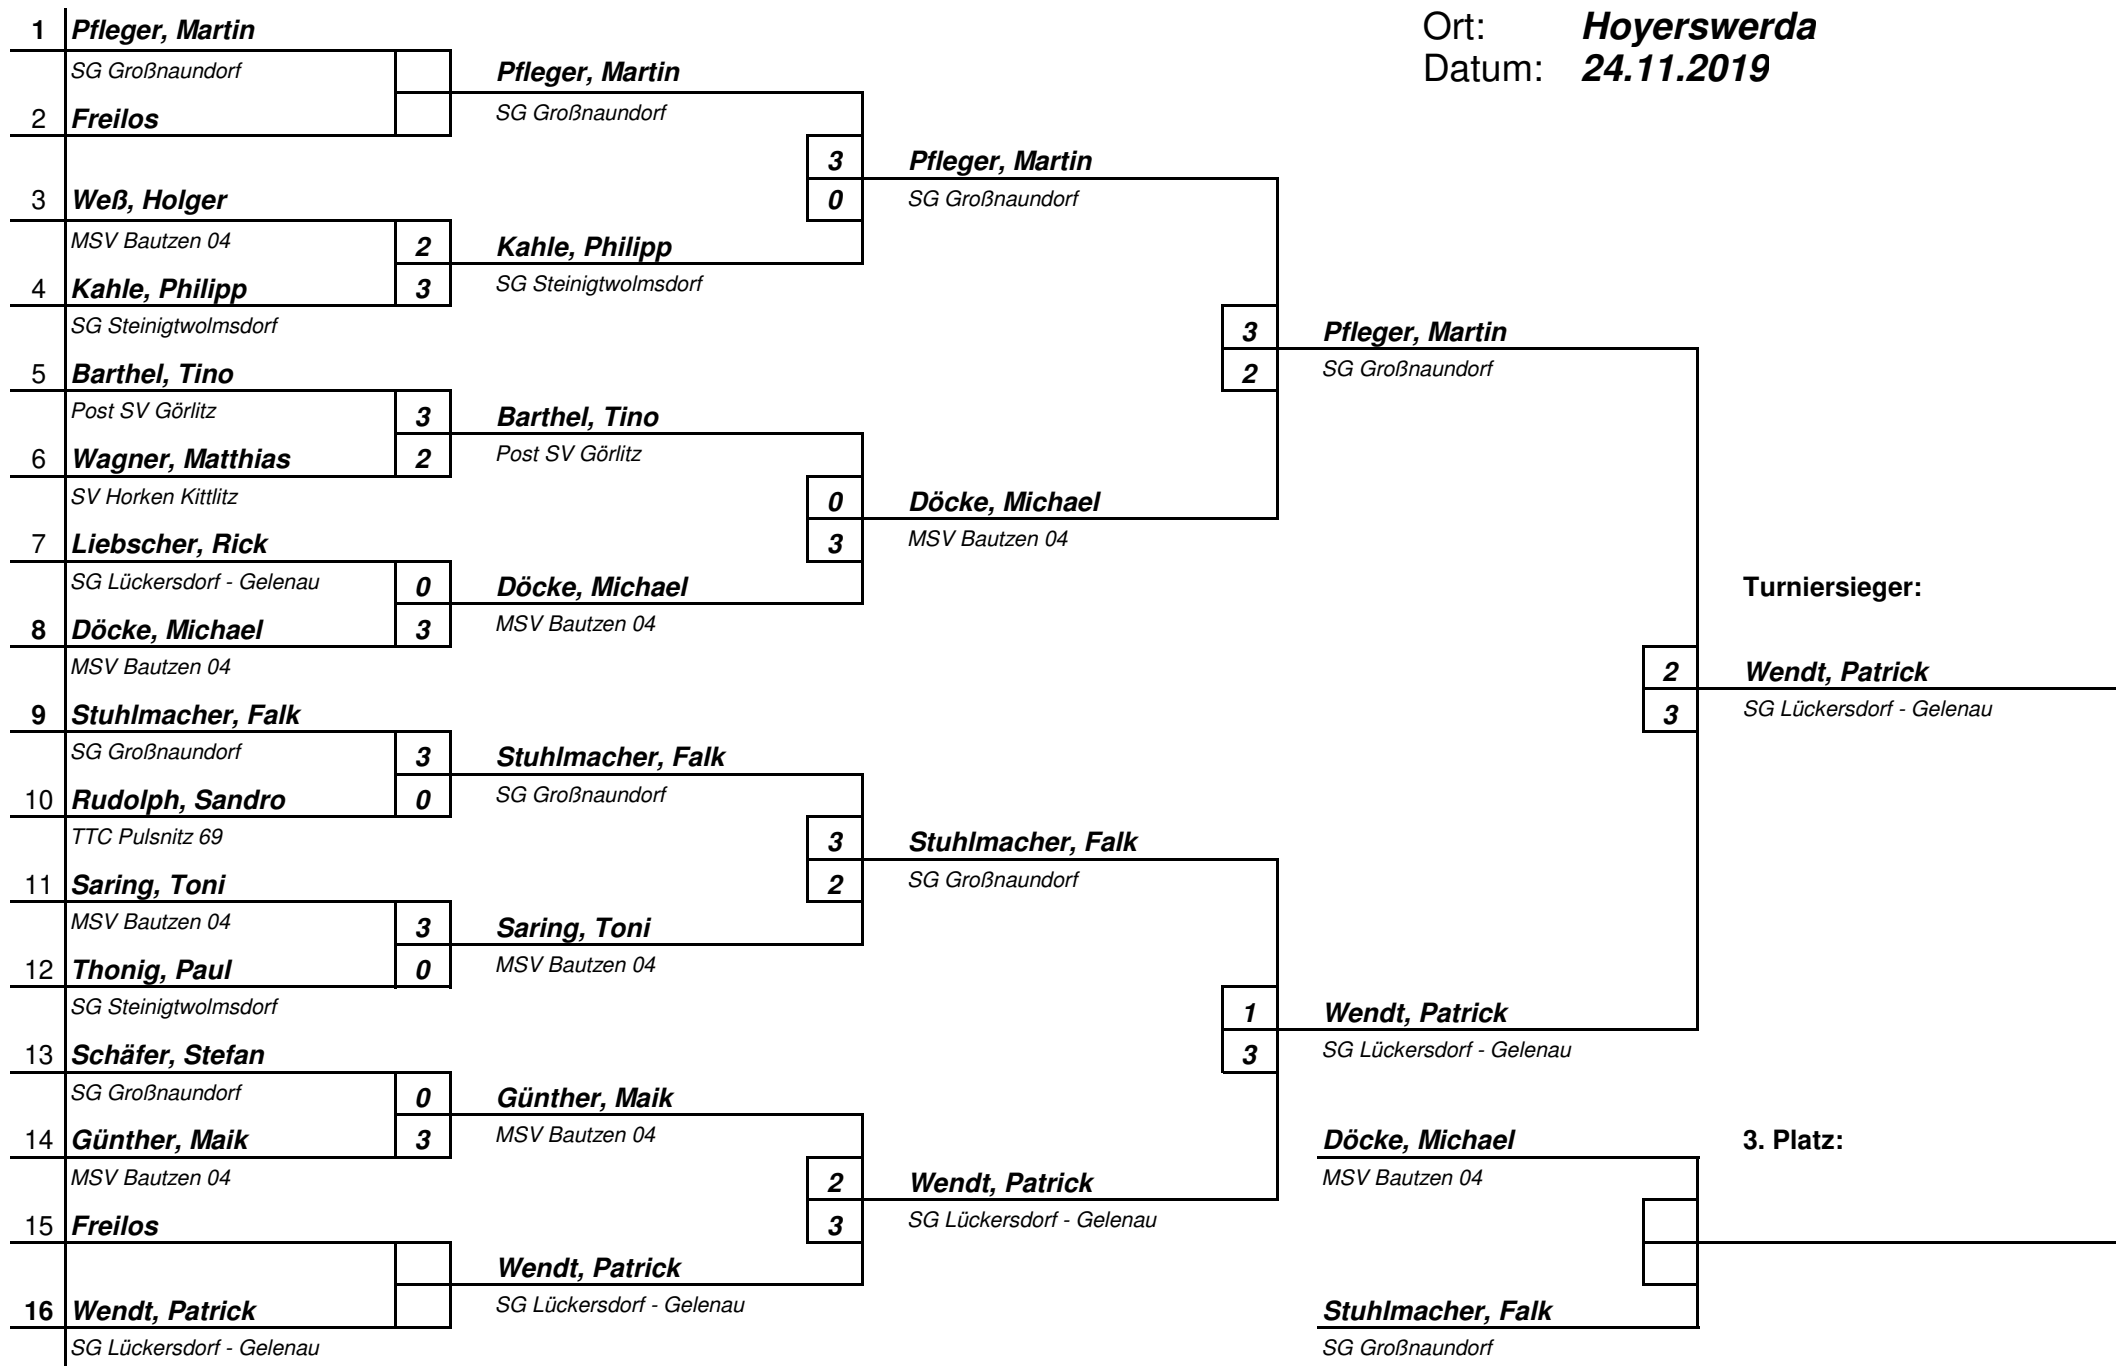 Ort: Hoyerswerda
Datum: 24.11.2019
1 Pfleger, Martin
SG Großnaundorf
2 Freilos
3 Weß, Holger
MSV Bautzen 04 2
4 Kahle, Philipp 3
SG Steinigtwolmsdorf
5 Barthel, Tino
Post SV Görlitz 3
6 Wagner, Matthias 2
SV Horken Kittlitz
7 Liebscher, Rick
SG Lückersdorf - Gelenau 0
8 Döcke, Michael 3
MSV Bautzen 04
9 Stuhlmacher, Falk
SG Großnaundorf 3
10 Rudolph, Sandro 0
TTC Pulsnitz 69
11 Saring, Toni
MSV Bautzen 04 3
12 Thonig, Paul 0
SG Steinigtwolmsdorf
13 Schäfer, Stefan
SG Großnaundorf 0
14 Günther, Maik 3
MSV Bautzen 04
15 Freilos
16 Wendt, Patrick
SG Lückersdorf - Gelenau
Pfleger, Martin
SG Großnaundorf
3
0
Kahle, Philipp
SG Steinigtwolmsdorf
Barthel, Tino
Post SV Görlitz
0
3
Döcke, Michael
MSV Bautzen 04
Stuhlmacher, Falk
SG Großnaundorf
3
2
Saring, Toni
MSV Bautzen 04
Günther, Maik
MSV Bautzen 04
2
3
Wendt, Patrick
SG Lückersdorf - Gelenau
Pfleger, Martin
SG Großnaundorf
3
2
Döcke, Michael
MSV Bautzen 04
Stuhlmacher, Falk
SG Großnaundorf
1
3
Wendt, Patrick
SG Lückersdorf - Gelenau
Pfleger, Martin
SG Großnaundorf
2
3
Wendt, Patrick
SG Lückersdorf - Gelenau
Turniersieger:
Wendt, Patrick
SG Lückersdorf - Gelenau
Döcke, Michael
MSV Bautzen 04
3. Platz:
Stuhlmacher, Falk
SG Großnaundorf